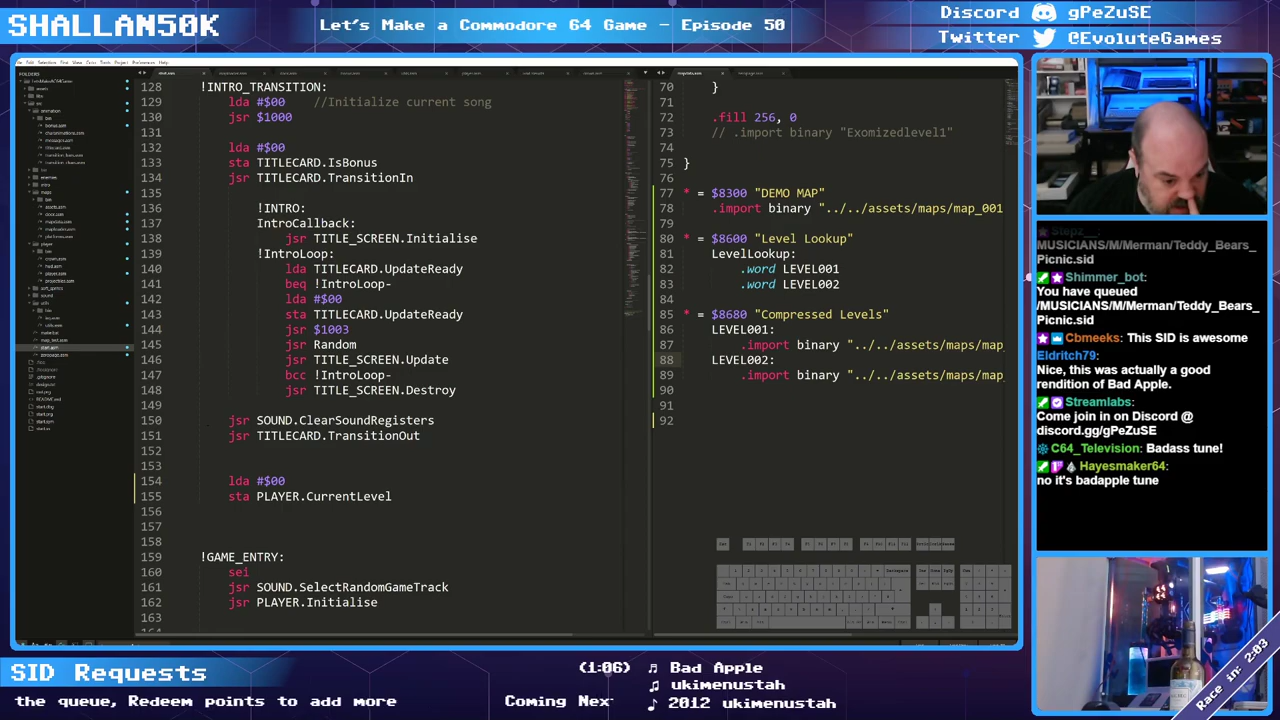 SHALLAN50K
Let's Make a Commodore 64 Game - Episode 50
Discord gPeZuSE
Twitter @EvoluteGames
FOLDERS
128 !INTRO_TRANSITION:
129 lda #$00 //Initialize current song
130 jsr $1000
131
132 lda #$00
133 sta TITLECARD.IsBonus
134 jsr TITLECARD.TransitionIn
135
136 !INTRO:
137 IntroCallback:
138 jsr TITLE_SCREEN.Initialise
139 !IntroLoop:
140 lda TITLECARD.UpdateReady
141 beq !IntroLoop-
142 lda #$00
143 sta TITLECARD.UpdateReady
144 jsr $1003
145 jsr Random
146 jsr TITLE_SCREEN.Update
147 bcc !IntroLoop-
148 jsr TITLE_SCREEN.Destroy
149
150 jsr SOUND.ClearSoundRegisters
151 jsr TITLECARD.TransitionOut
152
153
154 lda #$00
155 sta PLAYER.CurrentLevel
156
157
158
159 !GAME_ENTRY:
160 sei
161 jsr SOUND.SelectRandomGameTrack
162 jsr PLAYER.Initialise
163
70 }
71
72 .fill 256, 0
73 // .import binary "Exomizedlevel1"
74
75 }
76
77 * = $8300 "DEMO MAP"
78 .import binary "../../assets/maps/map_001
79
80 * = $8600 "Level Lookup"
81 LevelLookup:
82 .word LEVEL001
83 .word LEVEL002
84
85 * = $8680 "Compressed Levels"
86 LEVEL001:
87 .import binary "../../assets/maps/map_
88 LEVEL002:
89 .import binary "../../assets/maps/map_
90
91
92
Stepz__:
MUSICIANS/M/Merman/Teddy_Bears_
Picnic.sid
Shimmer_bot:
You have queued
/MUSICIANS/M/Merman/Teddy_Bears_
Picnic.sid
Cbmeeks: This SID is awesome
Eldritch79:
Nice, this was actually a good
rendition of Bad Apple.
Streamlabs:
Come join in on Discord @
discord.gg/gPeZuSE
C64_Television: Badass tune!
Hayesmaker64:
no it's badapple tune
Race in: 2:03
SID Requests
(1:06) Bad Apple
ukimenustah
2012 ukimenustah
the queue, Redeem points to add more
Coming Nex